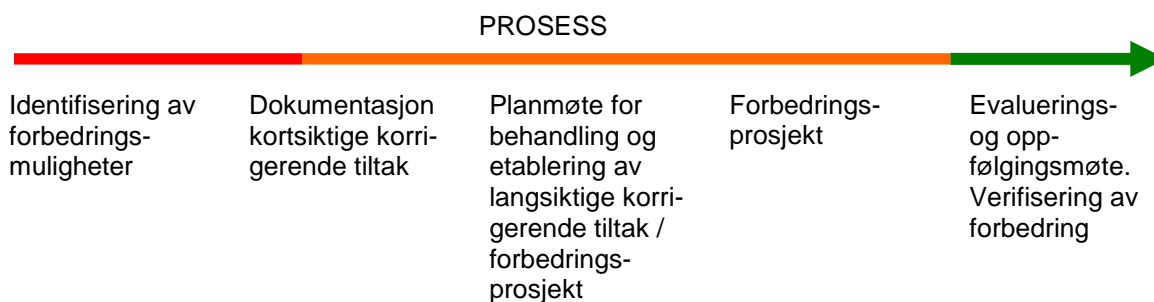 PROSESS
Identifisering av
forbedrings-
muligheter
Dokumentasjon
kortsiktige korri-
gerende tiltak
Planmøte for
behandling og
etablering av
langsiktige korri-
gerende tiltak /
forbedrings-
prosjekt
Forbedrings-
prosjekt
Evaluerings-
og opp-
følgingsmøte.
Verifisering av
forbedring